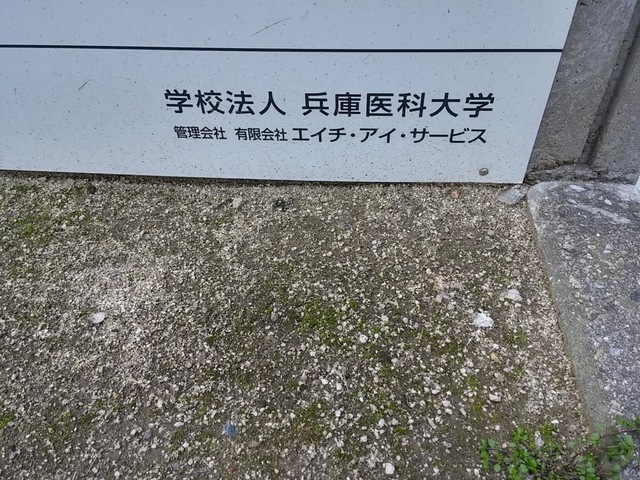 学校法人 兵庫医科大学
管理会社 有限会社 エイチ・アイ・サービス